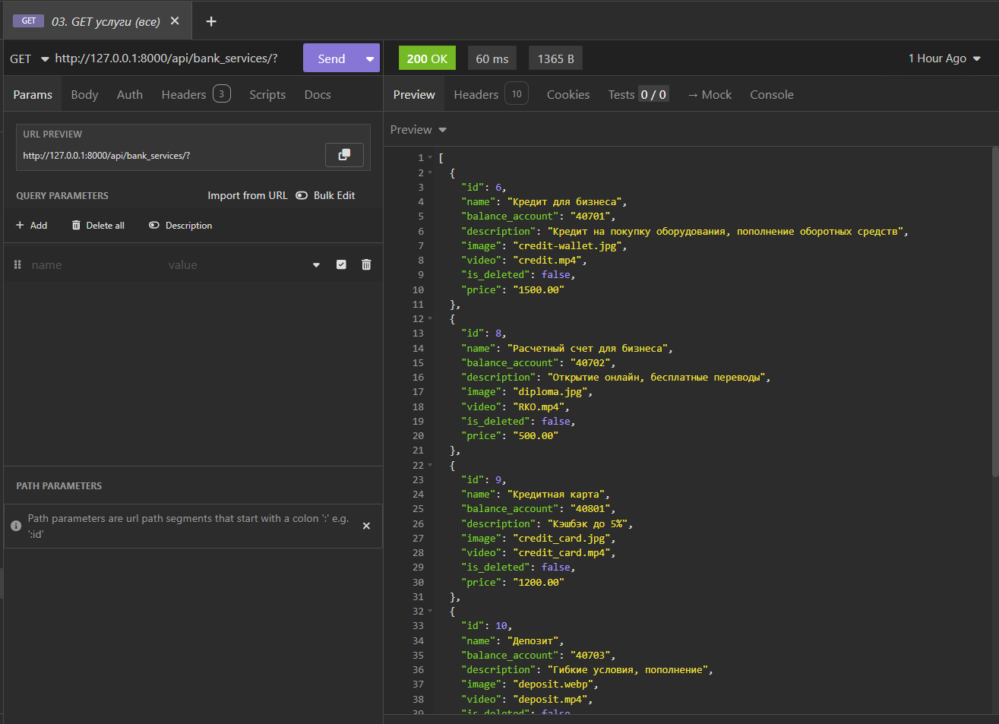 GET 03. GET услуги (все)
GET http://127.0.0.1:8000/api/bank_services/? Send
Params Body Auth Headers 3 Scripts Docs
URL PREVIEW
http://127.0.0.1:8000/api/bank_services/?
QUERY PARAMETERS Import from URL Bulk Edit
+ Add Delete all Description
name value
PATH PARAMETERS
Path parameters are url path segments that start with a colon ':' e.g.
':id'
200 OK 60 ms 1365 B 1 Hour Ago
Preview Headers 10 Cookies Tests 0 / 0 → Mock Console
Preview
1 [
2 {
3 "id": 6,
4 "name": "Кредит для бизнеса",
5 "balance_account": "40701",
6 "description": "Кредит на покупку оборудования, пополнение оборотных средств",
7 "image": "credit-wallet.jpg",
8 "video": "credit.mp4",
9 "is_deleted": false,
10 "price": "1500.00"
11 },
12 {
13 "id": 8,
14 "name": "Расчетный счет для бизнеса",
15 "balance_account": "40702",
16 "description": "Открытие онлайн, бесплатные переводы",
17 "image": "diploma.jpg",
18 "video": "RKO.mp4",
19 "is_deleted": false,
20 "price": "500.00"
21 },
22 {
23 "id": 9,
24 "name": "Кредитная карта",
25 "balance_account": "40801",
26 "description": "Кэшбэк до 5%",
27 "image": "credit_card.jpg",
28 "video": "credit_card.mp4",
29 "is_deleted": false,
30 "price": "1200.00"
31 },
32 {
33 "id": 10,
34 "name": "Депозит",
35 "balance_account": "40703",
36 "description": "Гибкие условия, пополнение",
37 "image": "deposit.webp",
38 "video": "deposit.mp4",
39 "is_deleted": false,